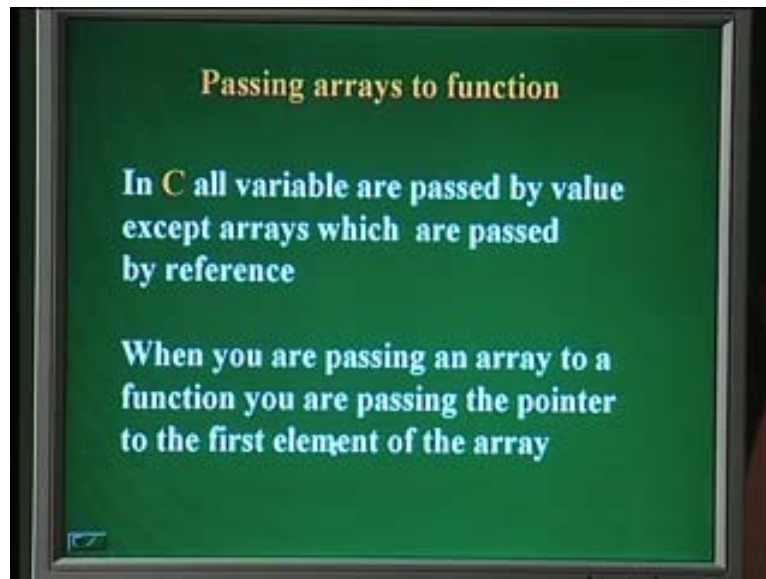 Passing arrays to function
In C all variable are passed by value
except arrays which are passed
by reference
When you are passing an array to a
function you are passing the pointer
to the first element of the array